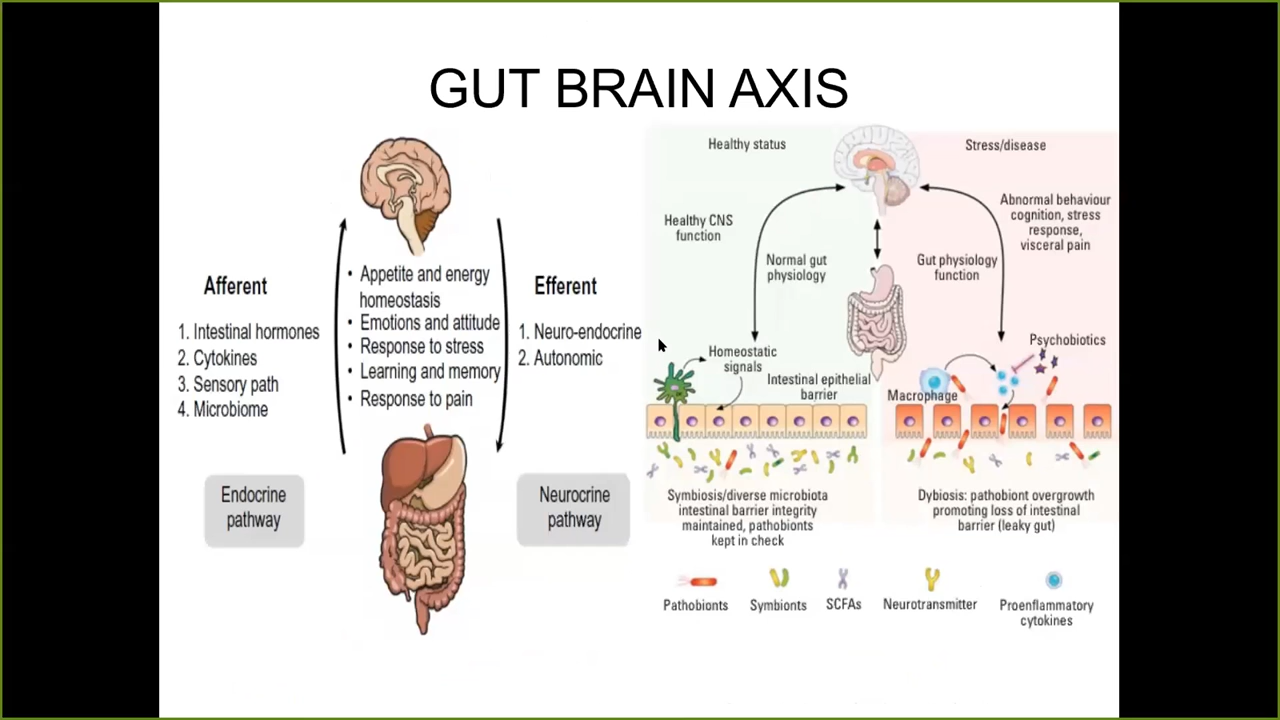 GUT BRAIN AXIS
Afferent
1. Intestinal hormones
2. Cytokines
3. Sensory path
4. Microbiome
Endocrine
pathway
• Appetite and energy
homeostasis
• Emotions and attitude
• Response to stress
• Learning and memory
• Response to pain
Efferent
1. Neuro-endocrine
2. Autonomic
Neurocrine
pathway
Healthy status
Healthy CNS
function
Normal gut
physiology
Homeostatic
signals
Intestinal epithelial
barrier
Symbiosis/diverse microbiota
intestinal barrier integrity
maintained, pathobionts
kept in check
Stress/disease
Abnormal behaviour
cognition, stress
response,
visceral pain
Gut physiology
function
Psychobiotics
Macrophage
Dybiosis: pathobiont overgrowth
promoting loss of intestinal
barrier (leaky gut)
Pathobionts
Symbionts
SCFAs
Neurotransmitter
Proenflammatory
cytokines